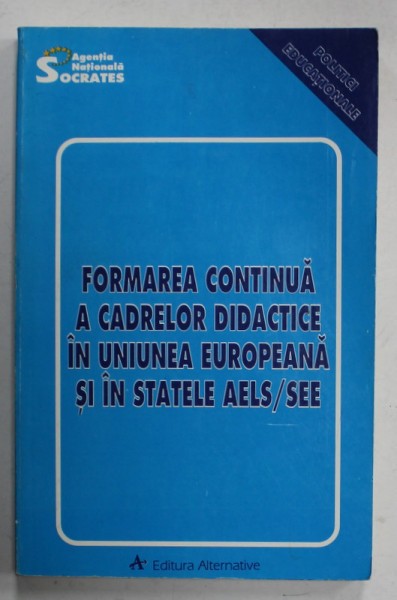 Agenția
Națională
SOCRATES
POLITICI
EDUCAȚIONALE
FORMAREA CONTINUĂ
A CADRELOR DIDACTICE
ÎN UNIUNEA EUROPEANĂ
ȘI ÎN STATELE AELS/SEE
A Editura Alternative